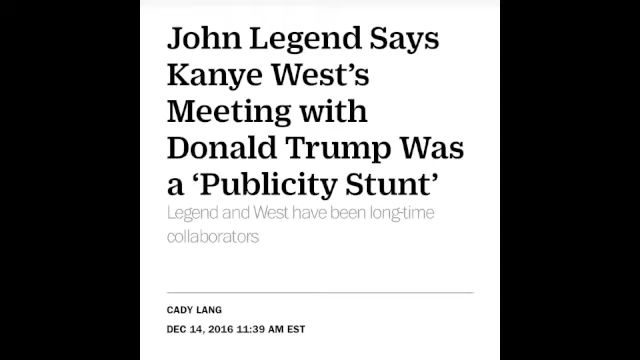 John Legend Says
Kanye West’s
Meeting with
Donald Trump Was
a ‘Publicity Stunt’
Legend and West have been long-time
collaborators
CADY LANG
DEC 14, 2016 11:39 AM EST